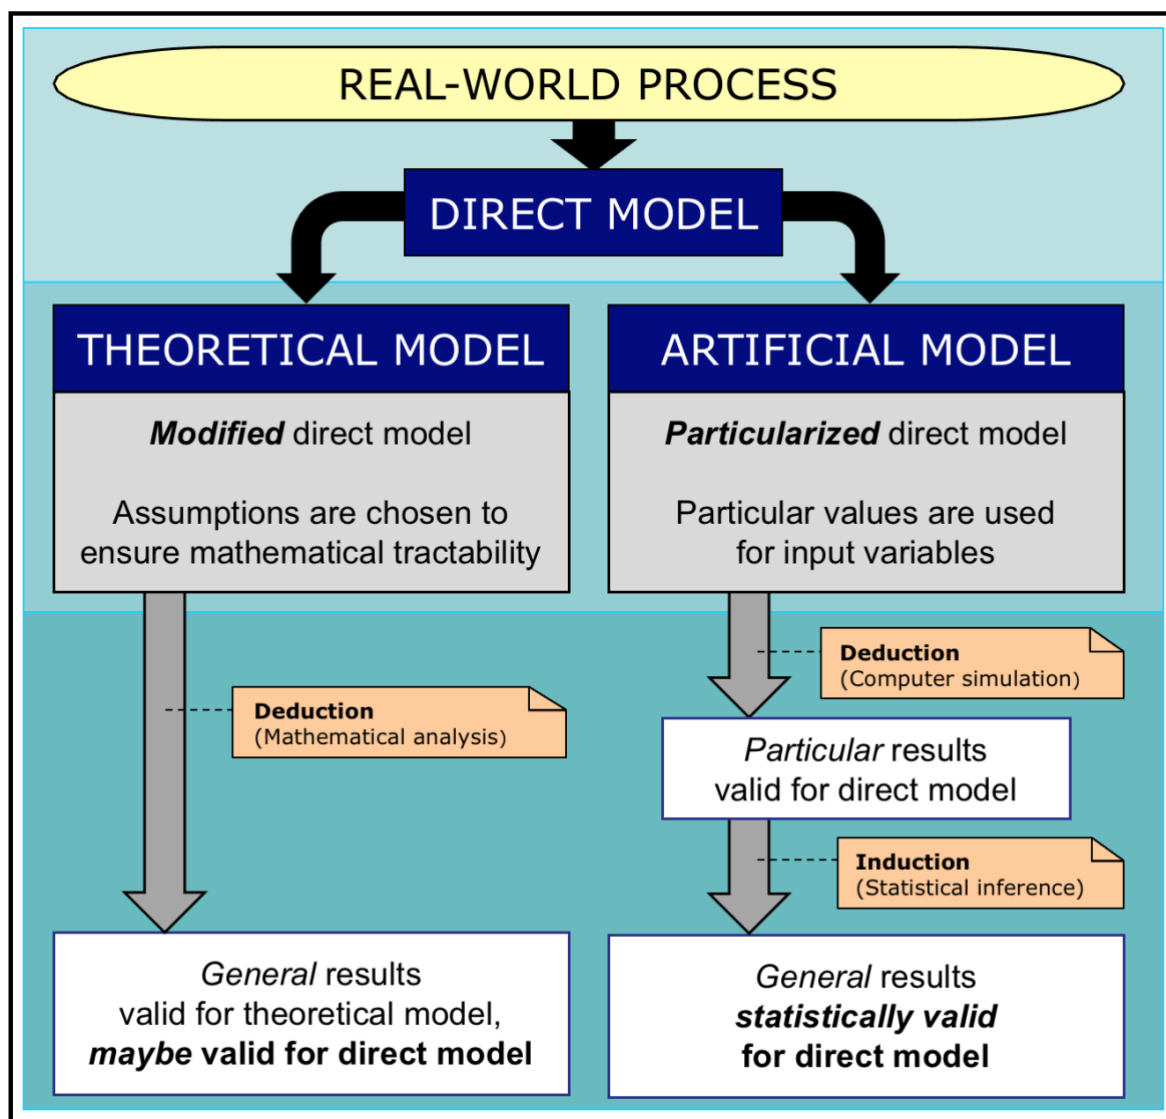 REAL-WORLD PROCESS
DIRECT MODEL
THEORETICAL MODEL
Modified direct model
Assumptions are chosen to
ensure mathematical tractability
Deduction
(Mathematical analysis)
General results
valid for theoretical model,
maybe valid for direct model
ARTIFICIAL MODEL
Particularized direct model
Particular values are used
for input variables
Deduction
(Computer simulation)
Particular results
valid for direct model
Induction
(Statistical inference)
General results
statistically valid
for direct model